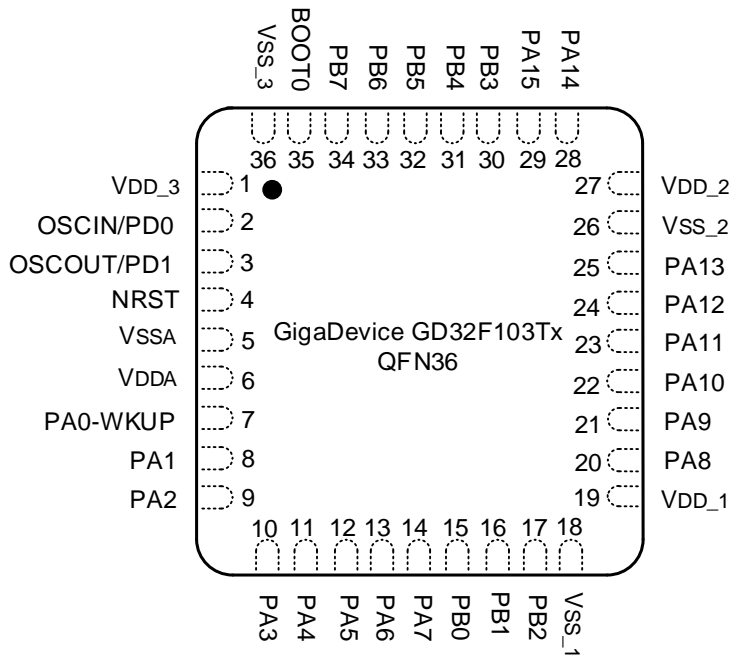 VSS_3 BOOT0 PB7 PB6 PB5 PB4 PB3 PA15 PA14
36 35 34 33 32 31 30 29 28
VDD_3 1
OSCIN/PD0 2
OSCOUT/PD1 3
NRST 4
VSSA 5
VDDA 6
PA0-WKUP 7
PA1 8
PA2 9
GigaDevice GD32F103Tx
QFN36
27 VDD_2
26 VSS_2
25 PA13
24 PA12
23 PA11
22 PA10
21 PA9
20 PA8
19 VDD_1
10 11 12 13 14 15 16 17 18
PA3 PA4 PA5 PA6 PA7 PB0 PB1 PB2 VSS_1